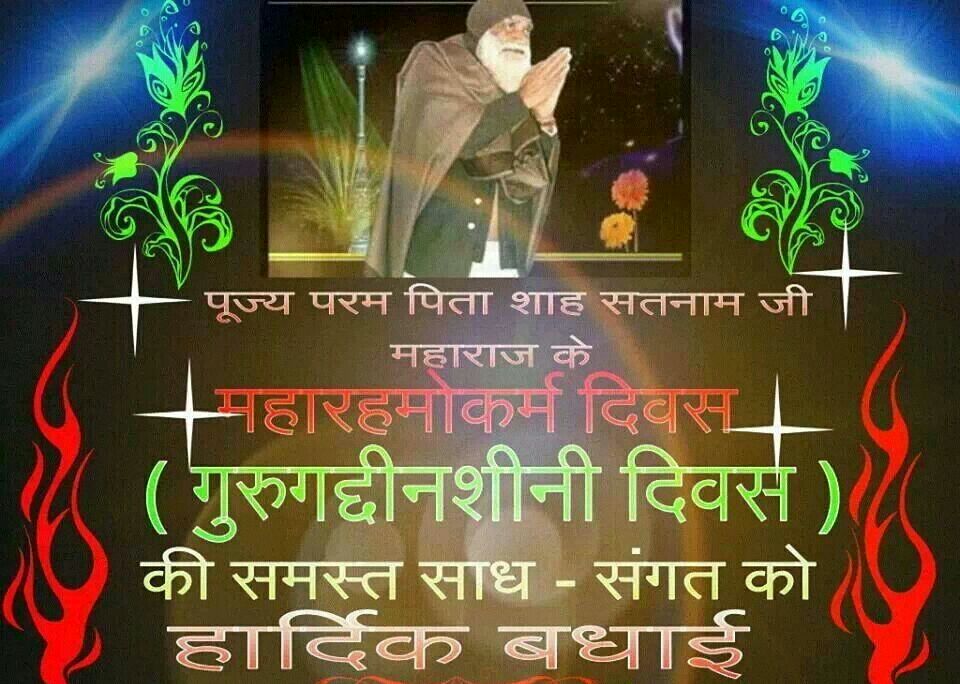 पूज्य परम पिता शाह सतनाम जी
महाराज के
महारहमोकर्म दिवस
( गुरुगद्दीनशीनी दिवस )
की समस्त साध - संगत को
हार्दिक बधाई